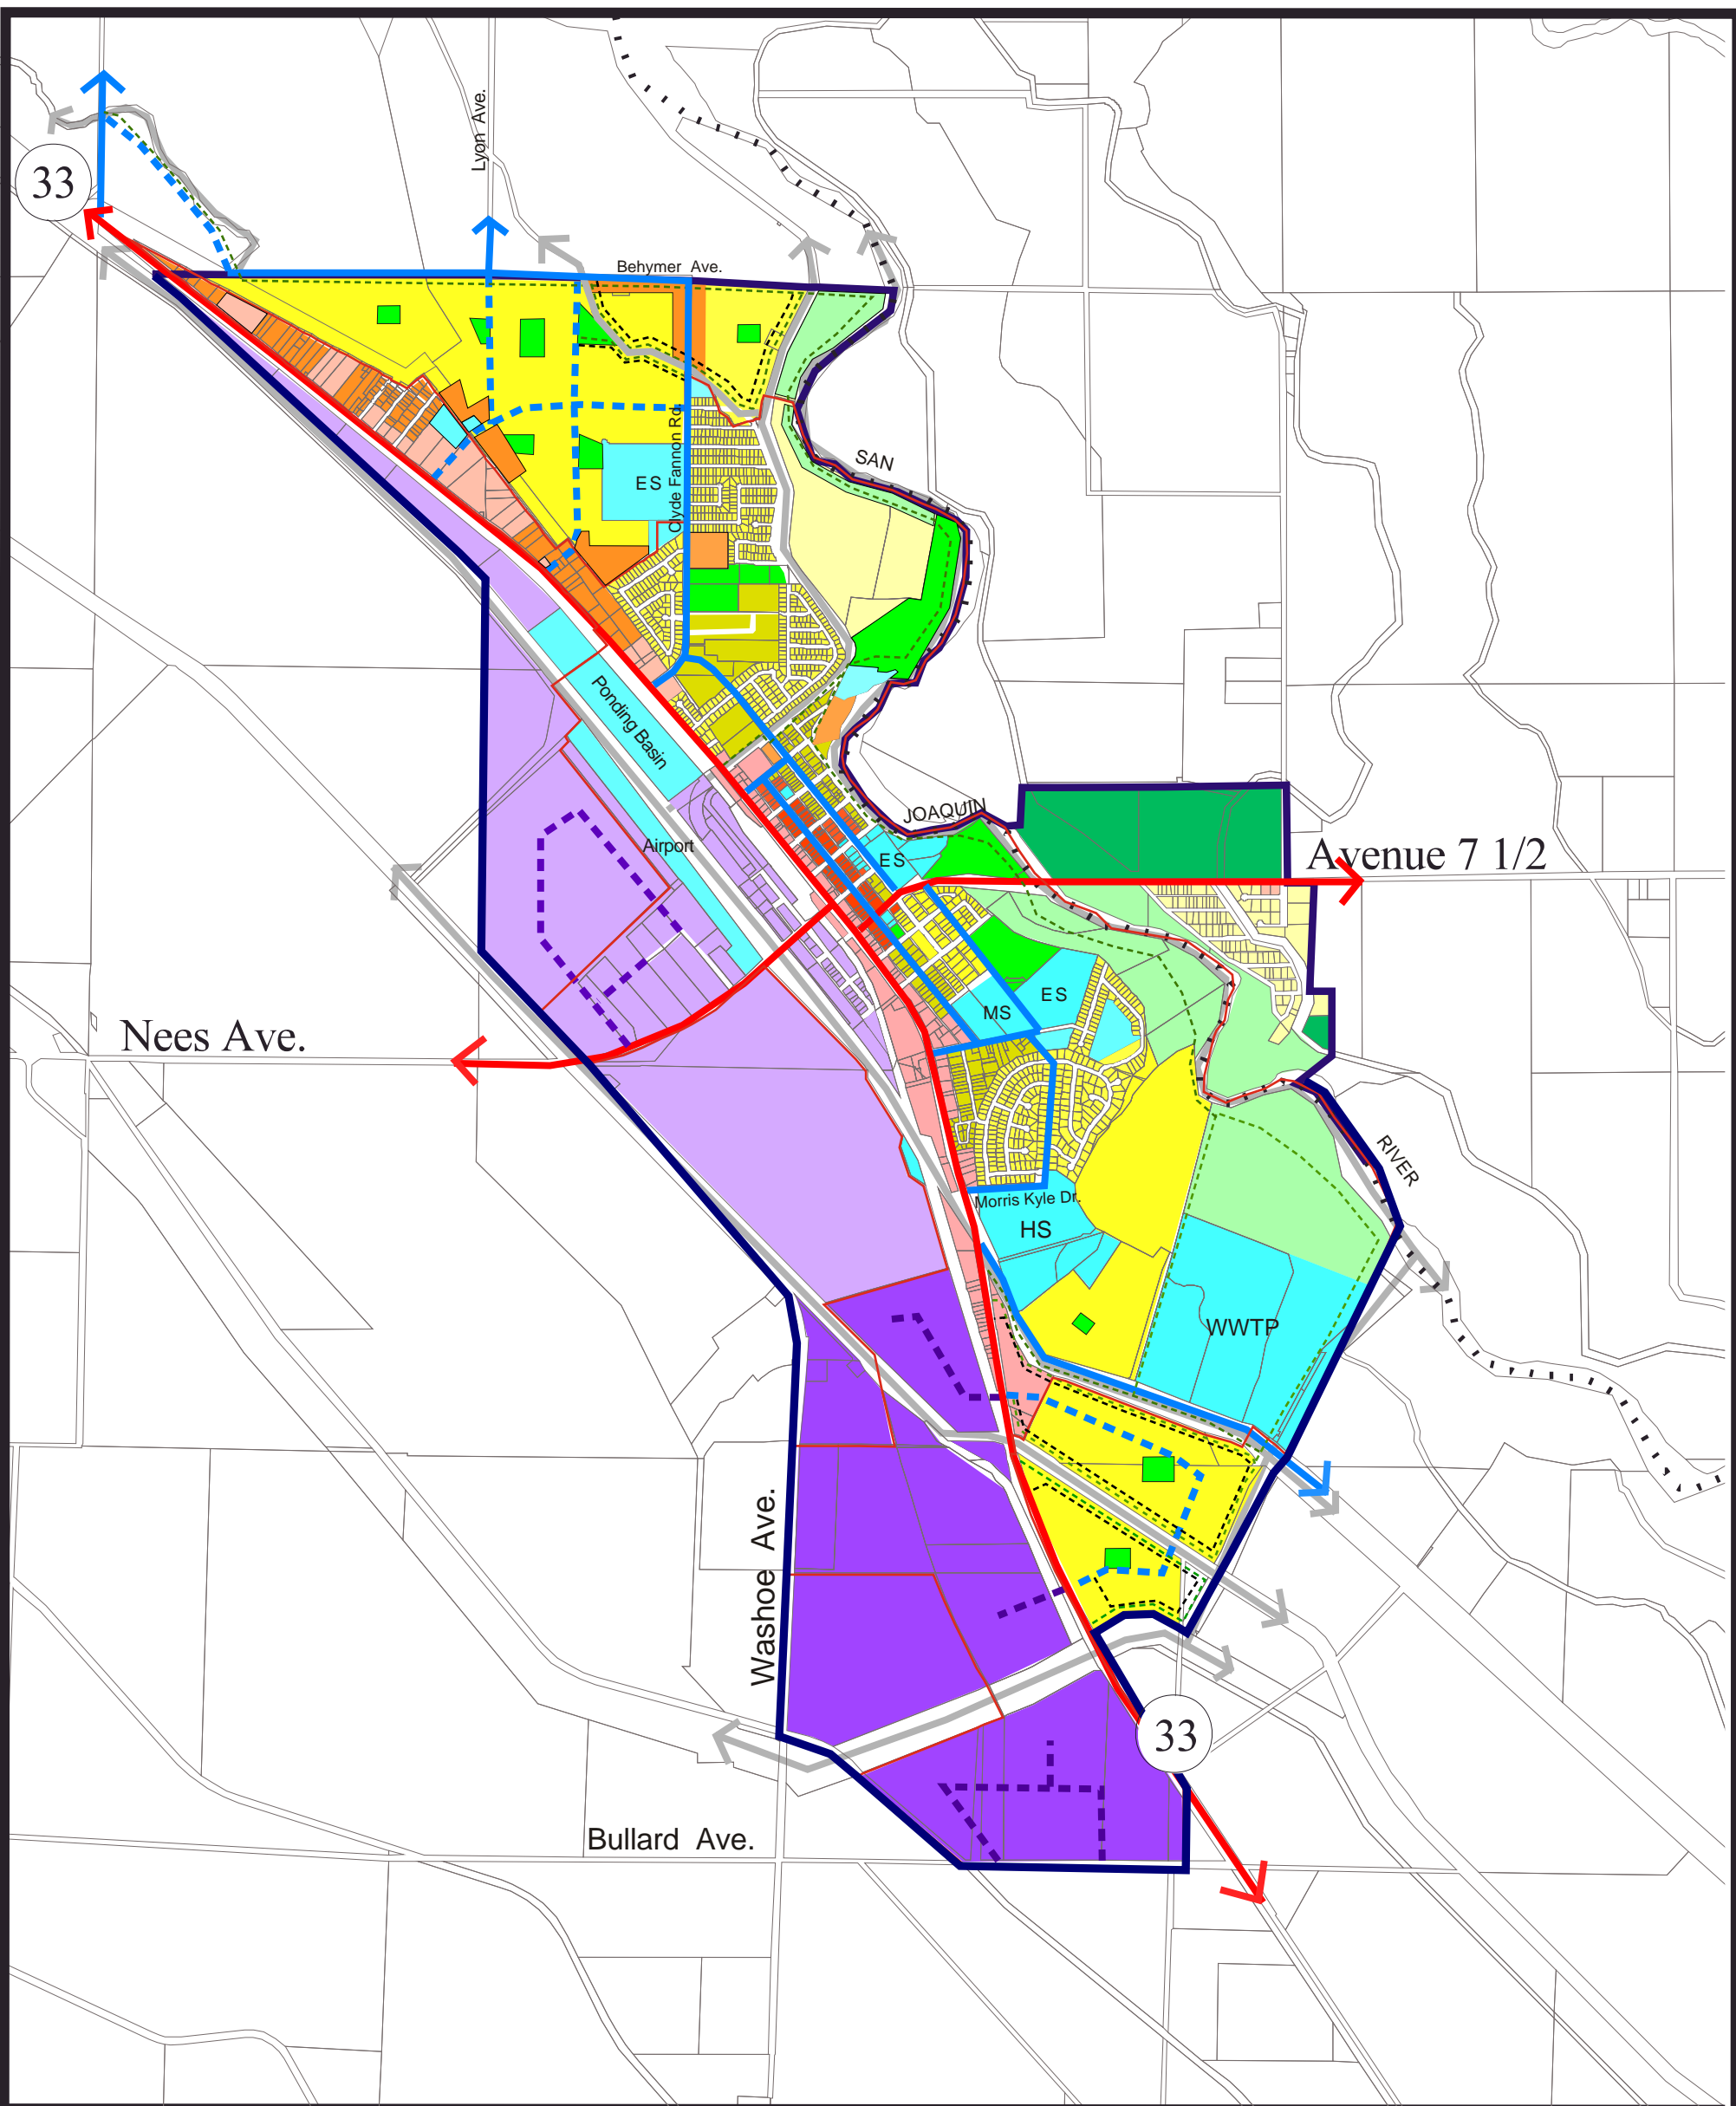 Lyon Ave.
33
Behymer Ave.
Clyde Fannon Rd.
SAN
ES
Ponding Basin
JOAQUIN
Airport
ES
Avenue 7 1/2
ES
MS
Nees Ave.
RIVER
Morris Kyle Dr.
HS
WWTP
Washoe Ave.
33
Bullard Ave.